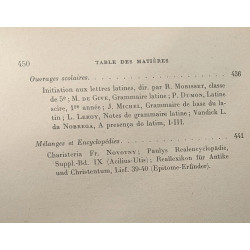 450 TABLE DES MATIÈRES
Ouvrages scolaires. 436
Initiation aux lettres latines, dir. par R. MORISSET, classe
de 5e; M. DE GIVE, Grammaire latine; P. DUMON, Latine
scire, 1re année; J. MICHEL, Grammaire de base du la-
tin; L. LEROY, Notes de grammaire latine; Vandick L.
da NOBREGA, A presença do latim, I-III.
Mélanges et Encyclopédies. 441
Charisteria Fr. NOVOTNY; Paulys Realencyclopädie,
Suppl.-Bd. IX (Acilius-Utis); Reallexikon für Antike
und Christentum, Lief. 39-40 (Epitome-Erfinder).